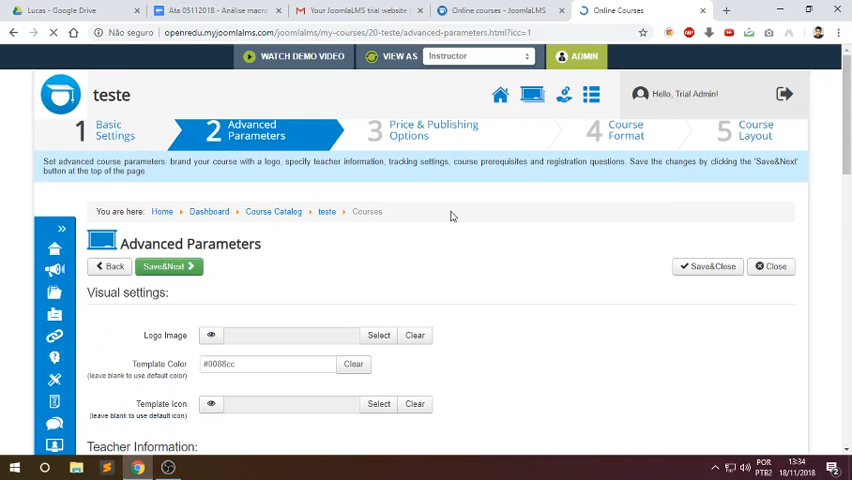 Lucas - Google Drive
Ata 05112018 - Análise macro
Your JoomlaLMS trial website
Online courses - JoomlaLMS
Online Courses
Não seguro openredu.myjoomlalms.com/joomlalms/my-courses/20-teste/advanced-parameters.html?icc=1
WATCH DEMO VIDEO
VIEW AS
Instructor
ADMIN
teste
Hello, Trial Admin!
1 Basic Settings
2 Advanced Parameters
3 Price & Publishing Options
4 Course Format
5 Course Layout
Set advanced course parameters: brand your course with a logo, specify teacher information, tracking settings, course prerequisites and registration questions. Save the changes by clicking the 'Save&Next'
button at the top of the page.
You are here: Home Dashboard Course Catalog teste Courses
Advanced Parameters
Back Save&Next Save&Close Close
Visual settings:
Logo Image Select Clear
Template Color #0088cc Clear
(leave blank to use default color)
Template Icon Select Clear
(leave blank to use default icon)
Teacher Information:
POR 13:34
PTB2 18/11/2018
2